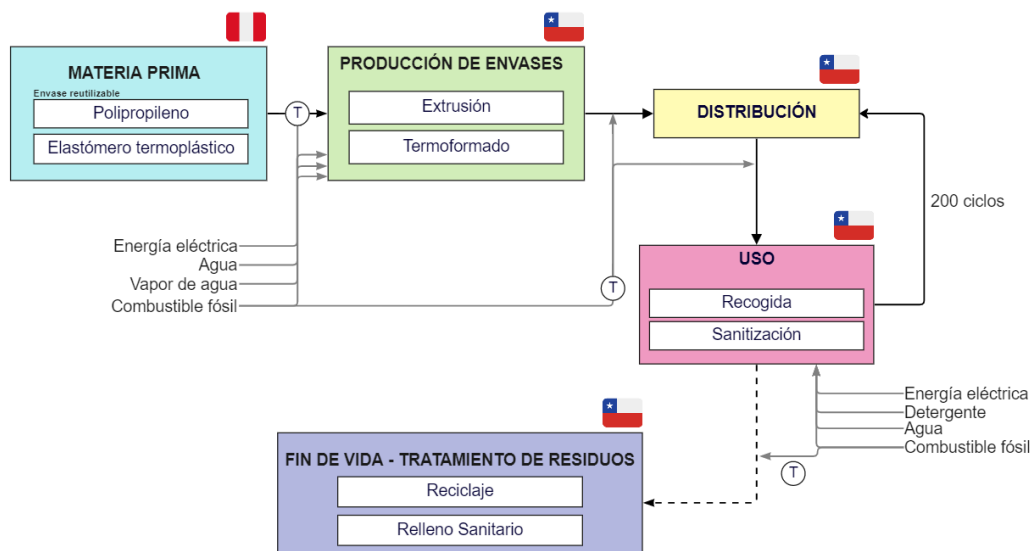 MATERIA PRIMA
Envase reutilizable
Polipropileno
Elastómero termoplástico
T
PRODUCCIÓN DE ENVASES
Extrusión
Termoformado
DISTRIBUCIÓN
200 ciclos
Energía eléctrica
Agua
Vapor de agua
Combustible fósil
T
USO
Recogida
Sanitización
Energía eléctrica
Detergente
Agua
Combustible fósil
T
FIN DE VIDA - TRATAMIENTO DE RESIDUOS
Reciclaje
Relleno Sanitario